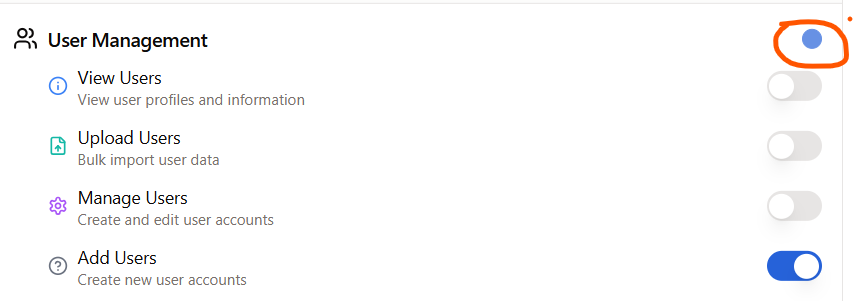 User Management
View Users
View user profiles and information
Upload Users
Bulk import user data
Manage Users
Create and edit user accounts
Add Users
Create new user accounts